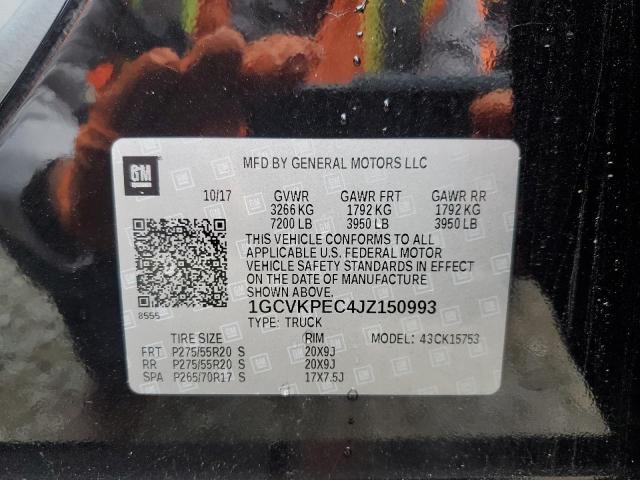 GM
MFD BY GENERAL MOTORS LLC
10/17 GVWR GAWR FRT GAWR RR
3266 KG 1792 KG 1792 KG
7200 LB 3950 LB 3950 LB
THIS VEHICLE CONFORMS TO ALL
APPLICABLE U.S. FEDERAL MOTOR
VEHICLE SAFETY STANDARDS IN EFFECT
ON THE DATE OF MANUFACTURE
SHOWN ABOVE.
8555
1GCVKPEC4JZ150993
TYPE: TRUCK
TIRE SIZE RIM MODEL: 43CK15753
FRT P275/55R20 S 20X9J
RR P275/55R20 S 20X9J
SPA P265/70R17 S 17X7.5J